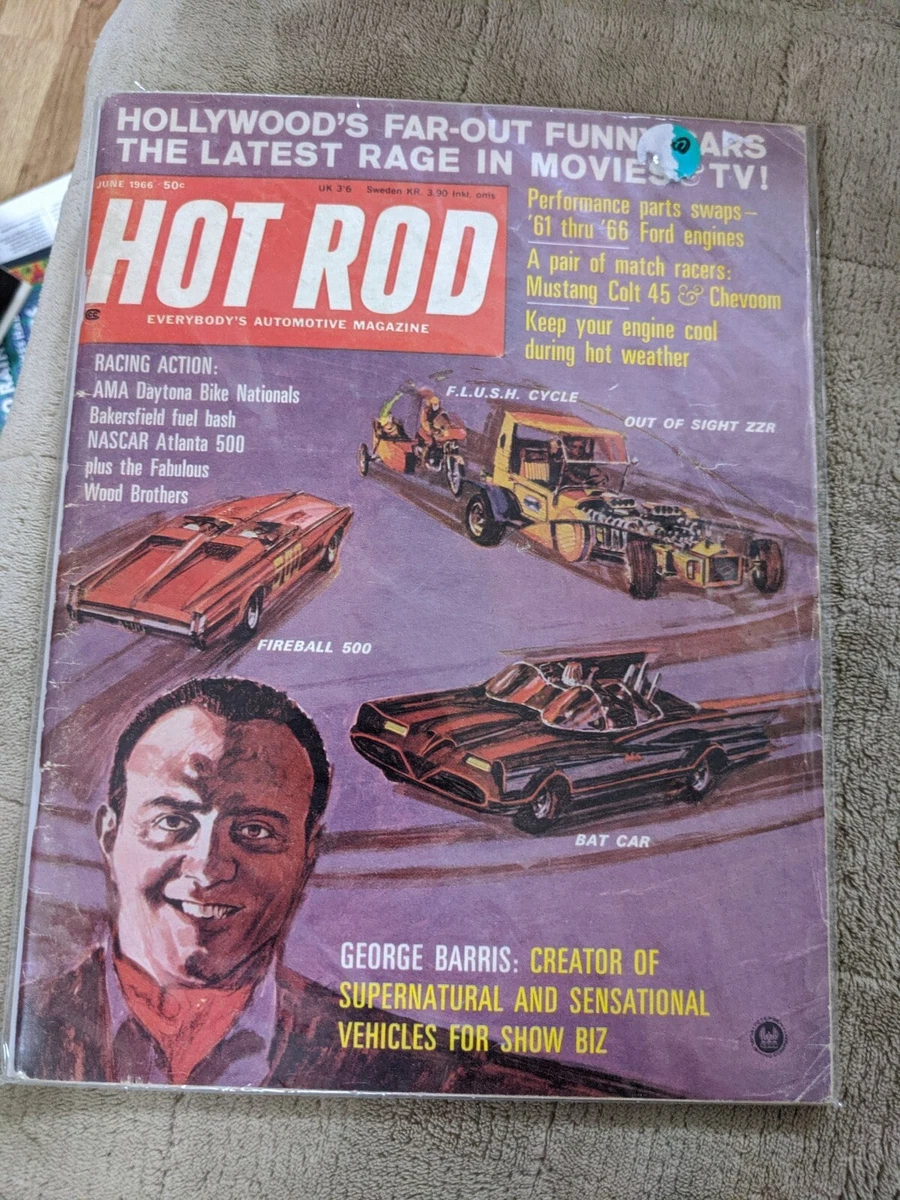 HOLLYWOOD'S FAR-OUT FUNNY CARS
THE LATEST RAGE IN MOVIES & TV!
JUNE 1966 50c
UK 3'6 Sweden KR. 3.90 Inkl. oms
HOT ROD
EVERYBODY'S AUTOMOTIVE MAGAZINE
Performance parts swaps—
'61 thru '66 Ford engines
A pair of match racers:
Mustang Colt 45 & Chevoom
Keep your engine cool
during hot weather
RACING ACTION:
AMA Daytona Bike Nationals
Bakersfield fuel bash
NASCAR Atlanta 500
plus the Fabulous
Wood Brothers
F.L.U.S.H. CYCLE
OUT OF SIGHT ZZR
500
FIREBALL 500
BAT CAR
GEORGE BARRIS: CREATOR OF
SUPERNATURAL AND SENSATIONAL
VEHICLES FOR SHOW BIZ